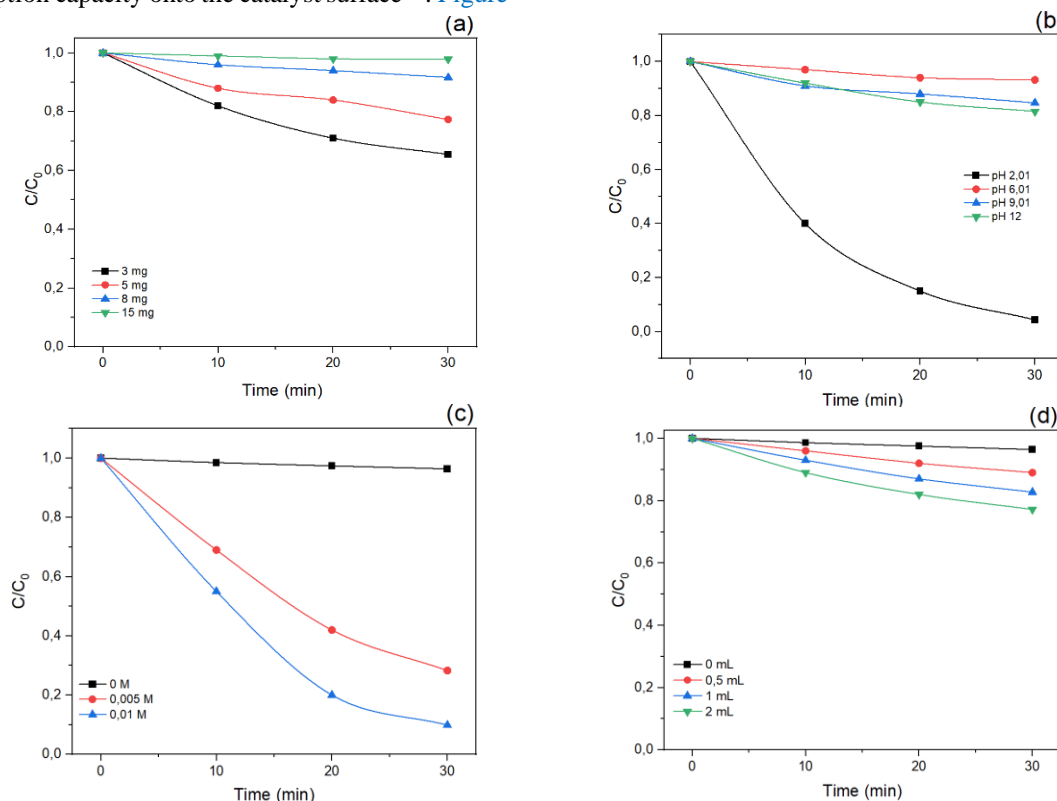 ption capacity onto the catalyst surface . Figure
(a)
1,0
0,8
0,6
0,4
0,2
0,0
C/C0
3 mg
5 mg
8 mg
15 mg
0 10 20 30
Time (min)
(b)
1,0
0,8
0,6
0,4
0,2
0,0
C/C0
pH 2,01
pH 6,01
pH 9,01
pH 12
0 10 20 30
Time (min)
(c)
1,0
0,8
0,6
0,4
0,2
0,0
C/C0
0 M
0,005 M
0,01 M
0 10 20 30
Time (min)
(d)
1,0
0,8
0,6
0,4
0,2
0,0
C/C0
0 mL
0,5 mL
1 mL
2 mL
0 10 20 30
Time (min)